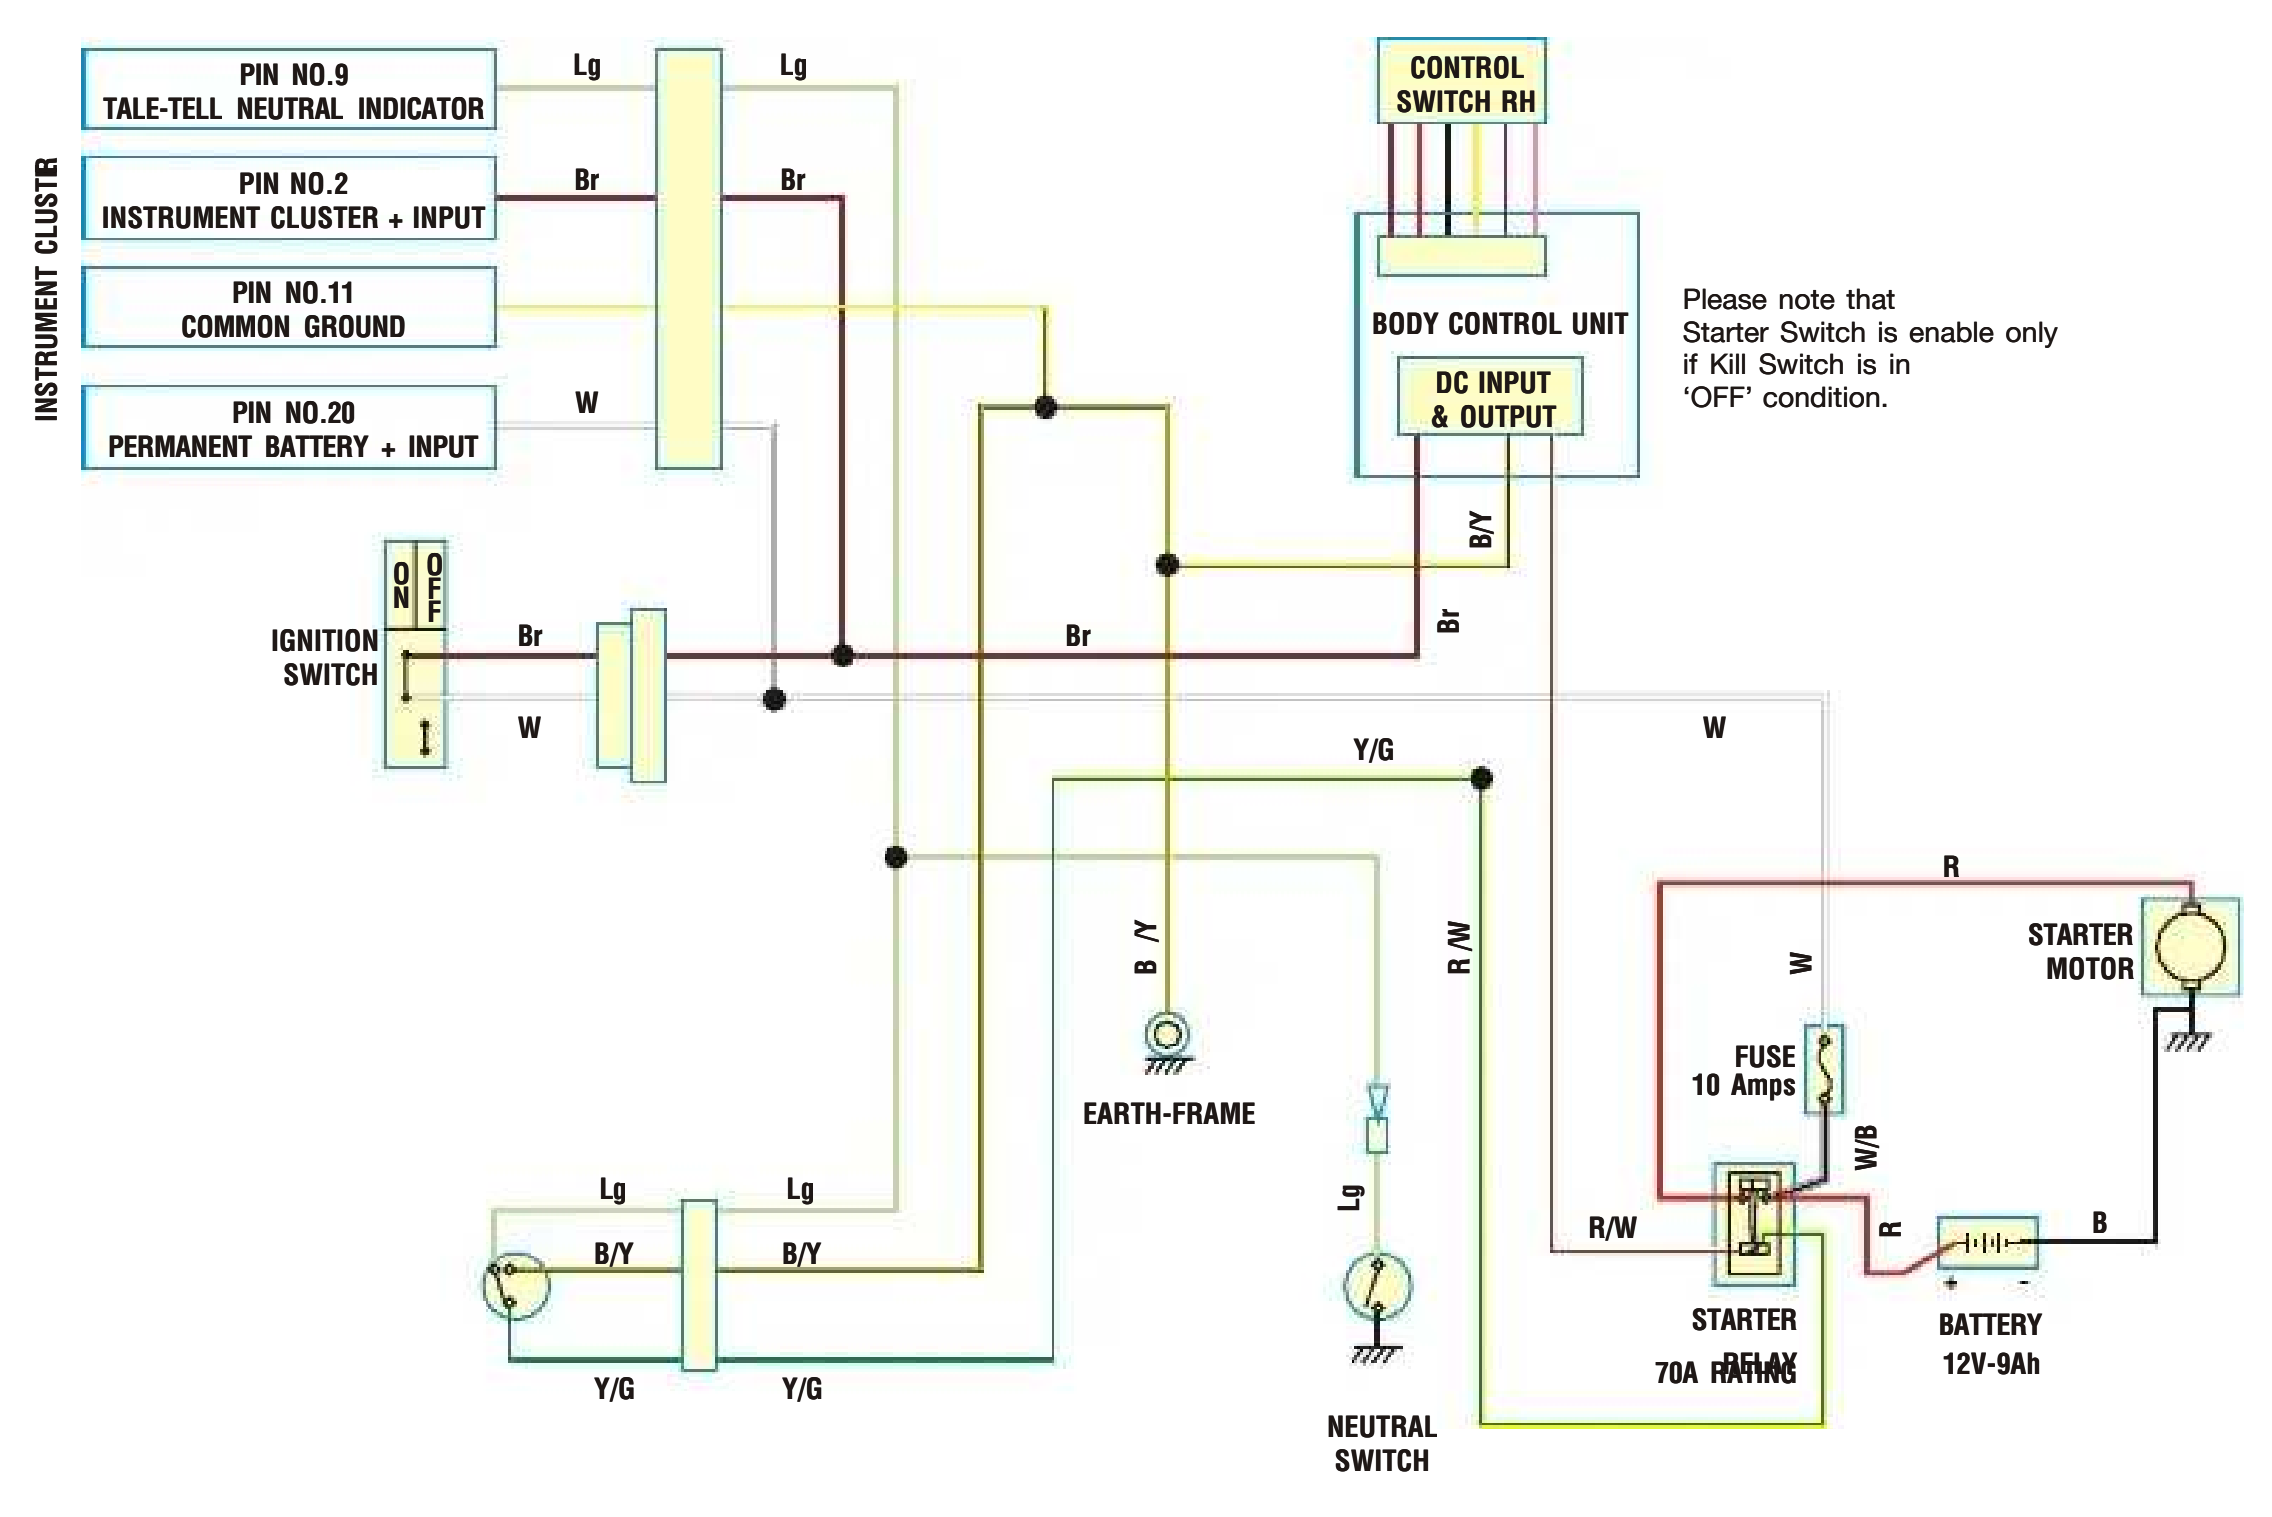 PIN NO.9
TALE-TELL NEUTRAL INDICATOR
Lg
Lg
CONTROL
SWITCH RH
INSTRUMENT CLUSTR
PIN NO.2
INSTRUMENT CLUSTER + INPUT
Br
Br
PIN NO.11
COMMON GROUND
PIN NO.20
PERMANENT BATTERY + INPUT
W
BODY CONTROL UNIT
DC INPUT
& OUTPUT
Please note that
Starter Switch is enable only
if Kill Switch is in
‘OFF’ condition.
B/Y
Br
ON
OFF
IGNITION
SWITCH
Br
Br
W
W
Y/G
B /Y
R /W
W
R
STARTER
MOTOR
EARTH-FRAME
FUSE
10 Amps
W/B
Lg
Lg
Lg
B/Y
B/Y
Y/G
Y/G
R/W
R
B
+
-
STARTER
RELAY
70A RATING
BATTERY
12V-9Ah
NEUTRAL
SWITCH